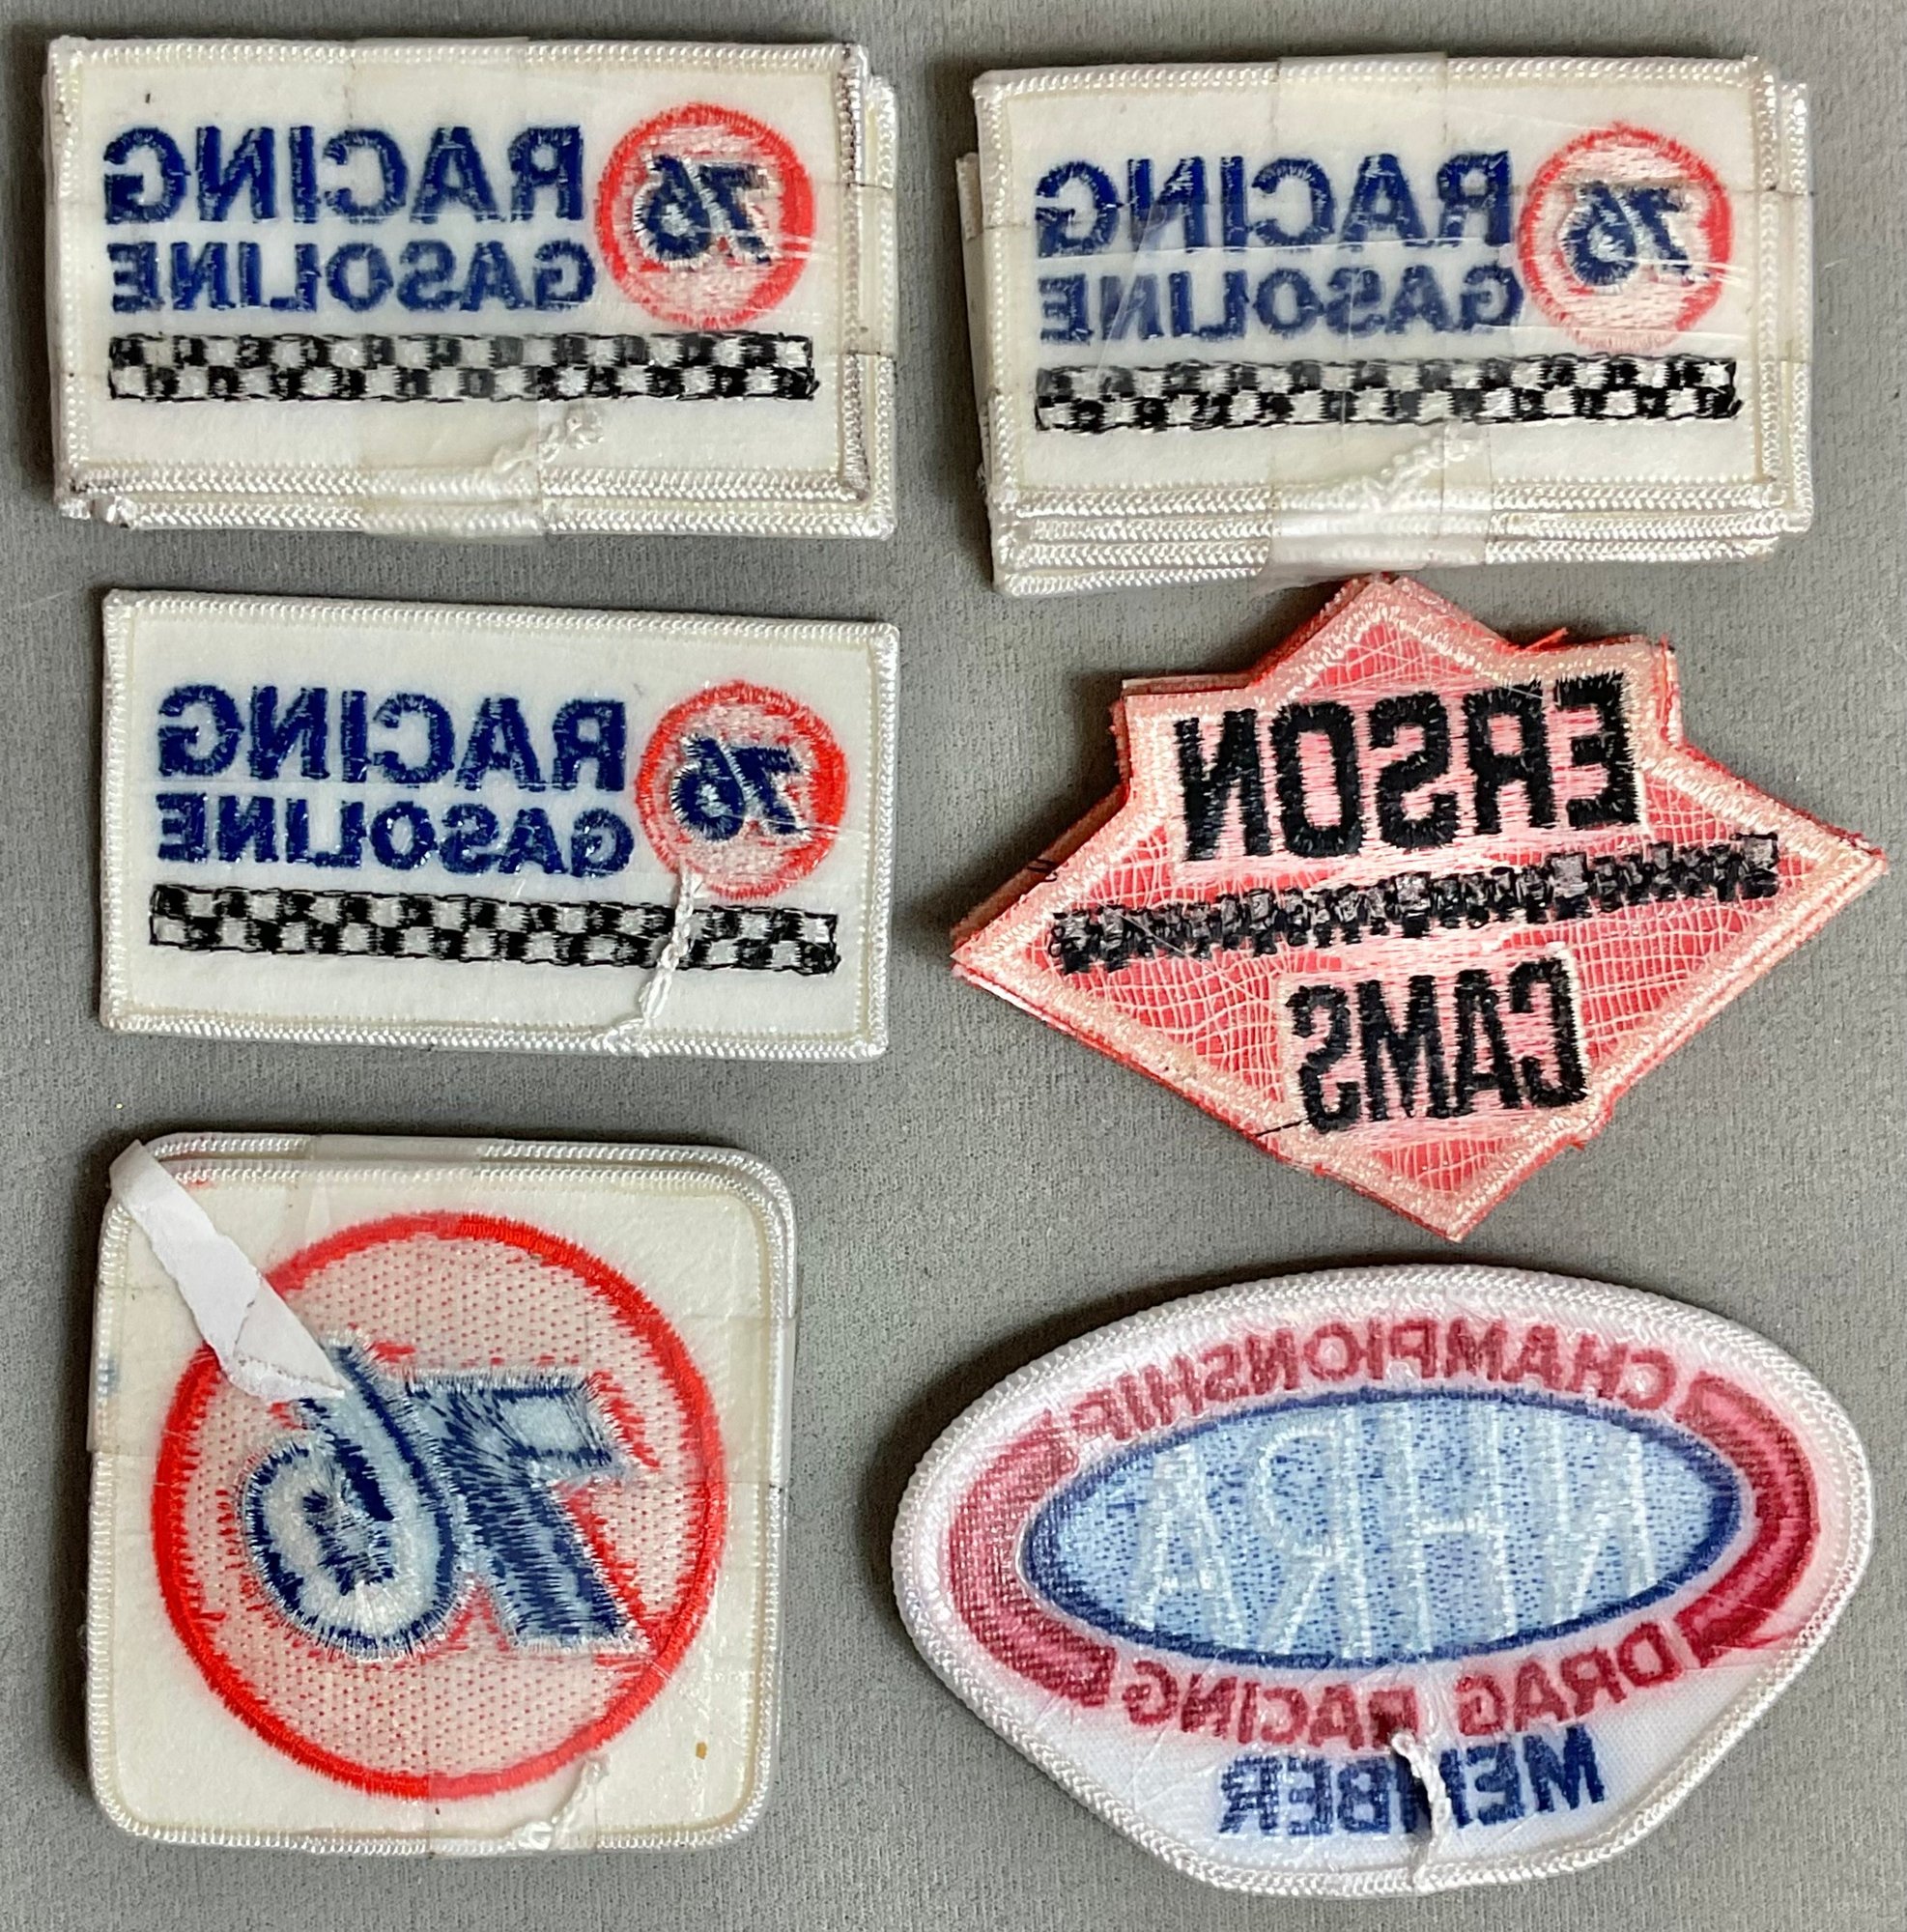 RACING 76
GASOLINE
RACING 76
GASOLINE
RACING 76
GASOLINE
ERSON
CAMS
76
CHAMPIONSHIP
NHRA
DRAG RACING
MEMBER